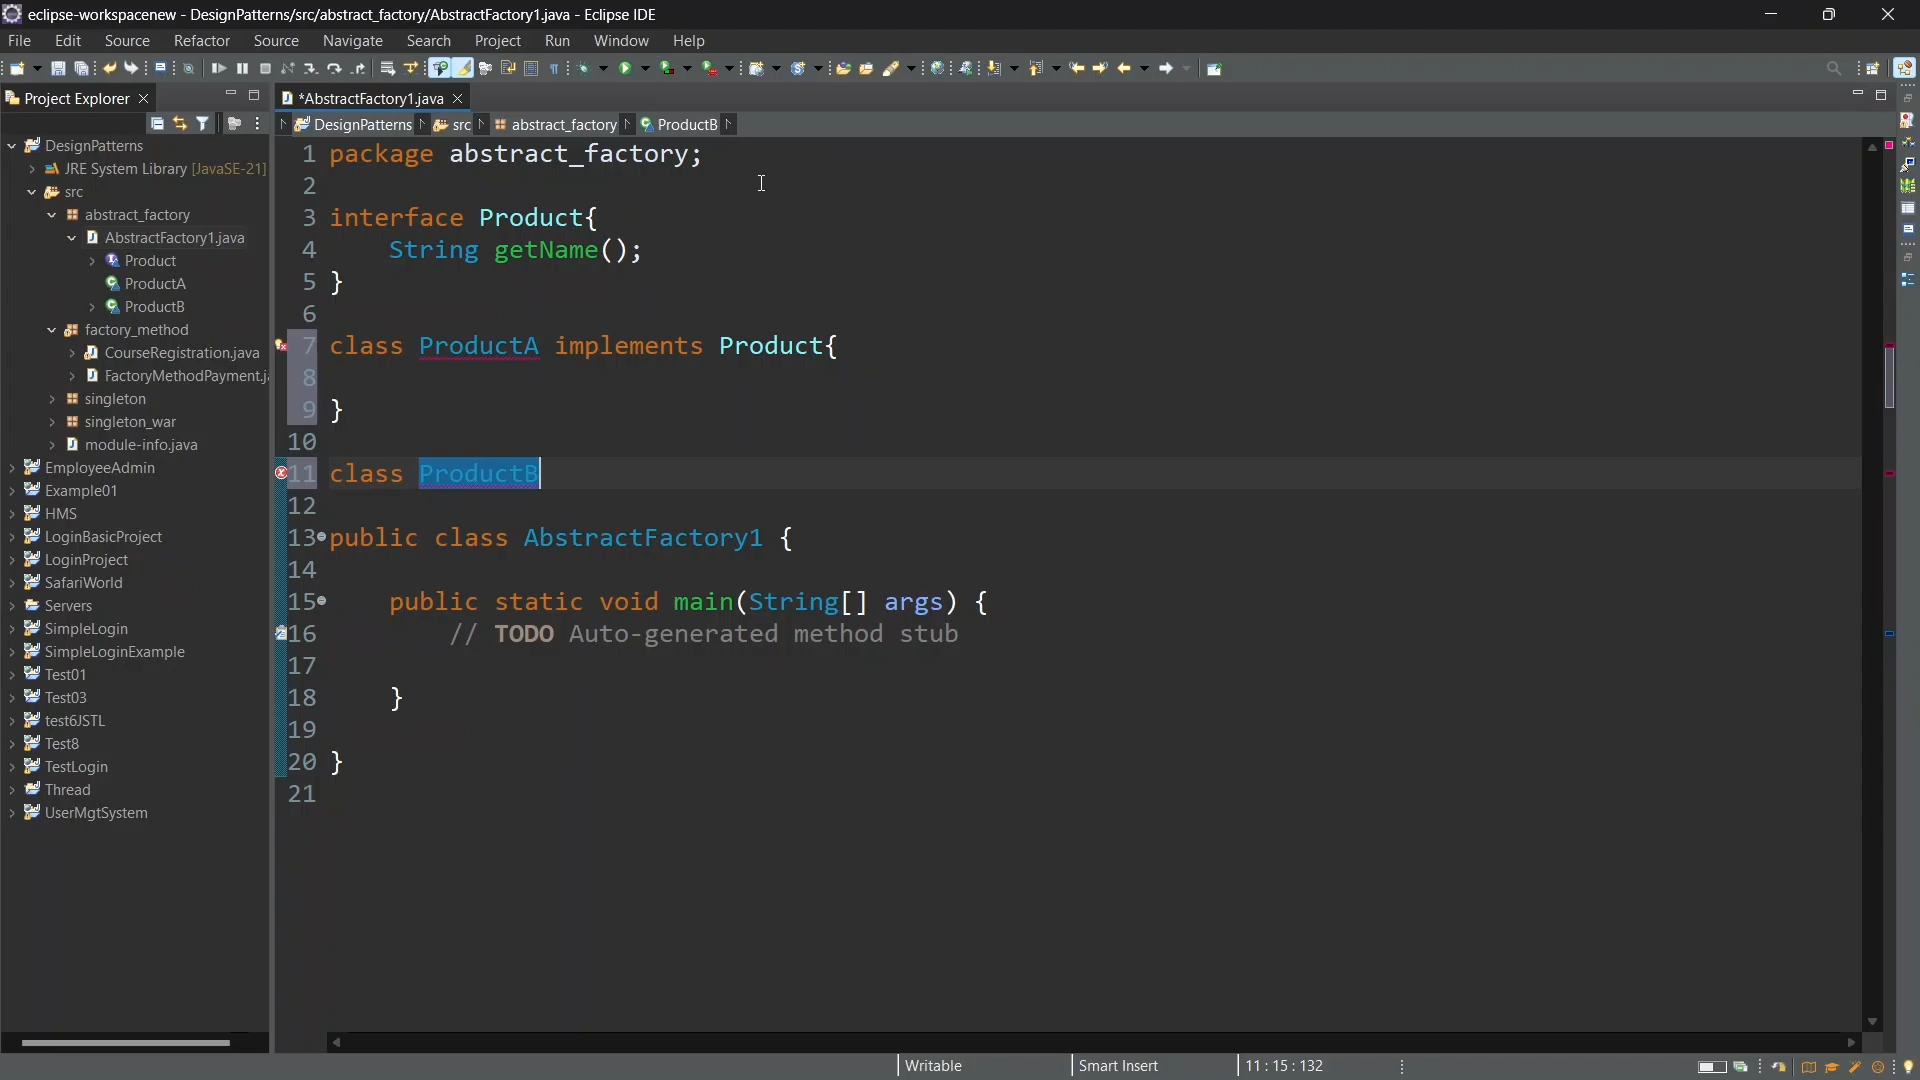 eclipse-workspacenew - DesignPatterns/src/abstract_factory/AbstractFactory1.java - Eclipse IDE
File Edit Source Refactor Source Navigate Search Project Run Window Help
Project Explorer
*AbstractFactory1.java
DesignPatterns src abstract_factory ProductB
DesignPatterns
JRE System Library [JavaSE-21]
src
abstract_factory
AbstractFactory1.java
Product
ProductA
ProductB
factory_method
CourseRegistration.java
FactoryMethodPayment.j
singleton
singleton_war
module-info.java
EmployeeAdmin
Example01
HMS
LoginBasicProject
LoginProject
SafariWorld
Servers
SimpleLogin
SimpleLoginExample
Test01
Test03
test6JSTL
Test8
TestLogin
Thread
UserMgtSystem
1 package abstract_factory;
2
3 interface Product{
4 String getName();
5 }
6
7 class ProductA implements Product{
8
9 }
10
11 class ProductB
12
13 public class AbstractFactory1 {
14
15 public static void main(String[] args) {
16 // TODO Auto-generated method stub
17
18 }
19
20 }
21
Writable
Smart Insert
11 : 15 : 132